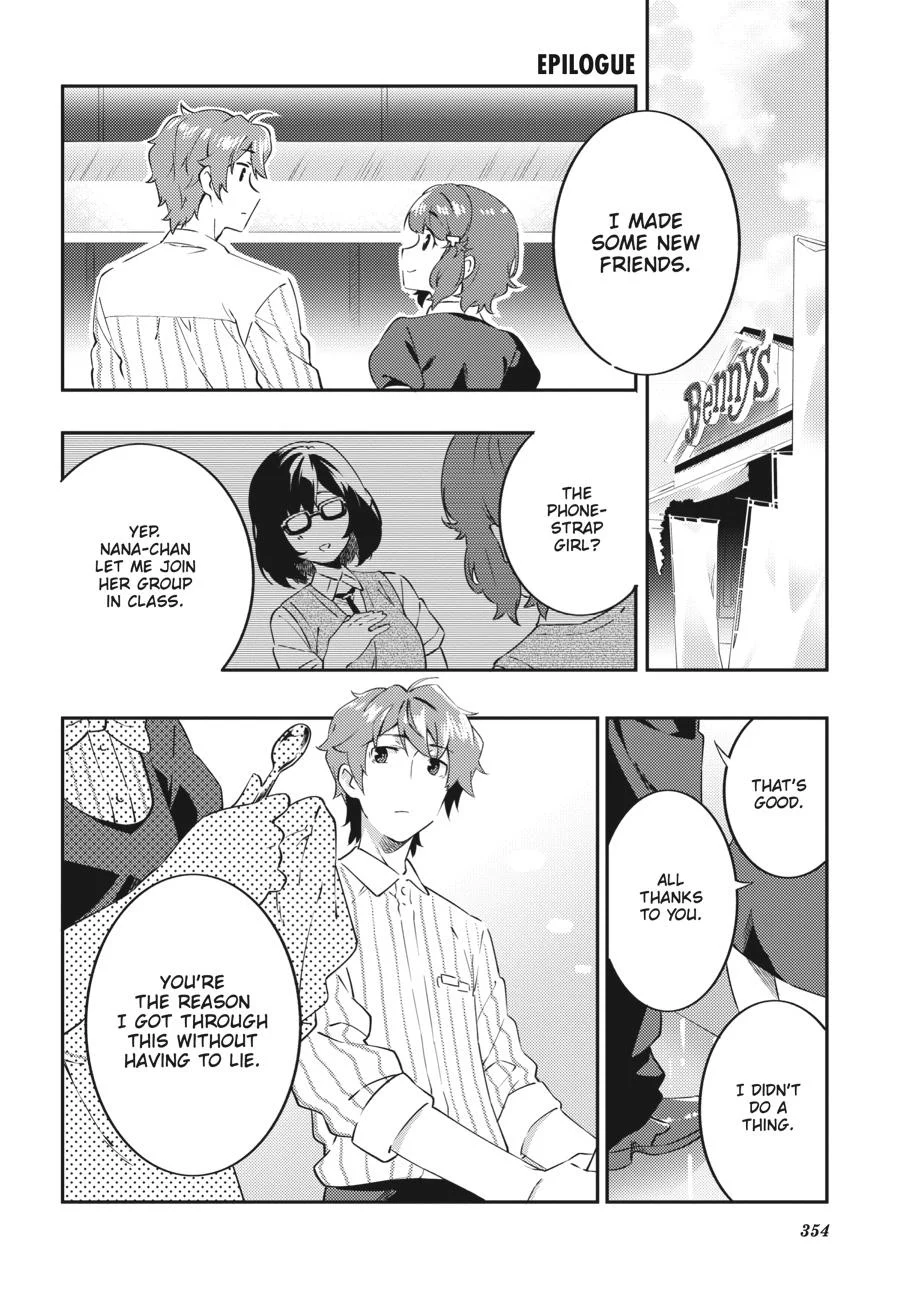 EPILOGUE
Benny's
I MADE
SOME NEW
FRIENDS.
THE
PHONE-
STRAP
GIRL?
YEP.
NANA-CHAN
LET ME JOIN
HER GROUP
IN CLASS.
THAT'S
GOOD.
ALL
THANKS
TO YOU.
I DIDN'T
DO A
THING.
YOU'RE
THE REASON
I GOT THROUGH
THIS WITHOUT
HAVING TO LIE.
354